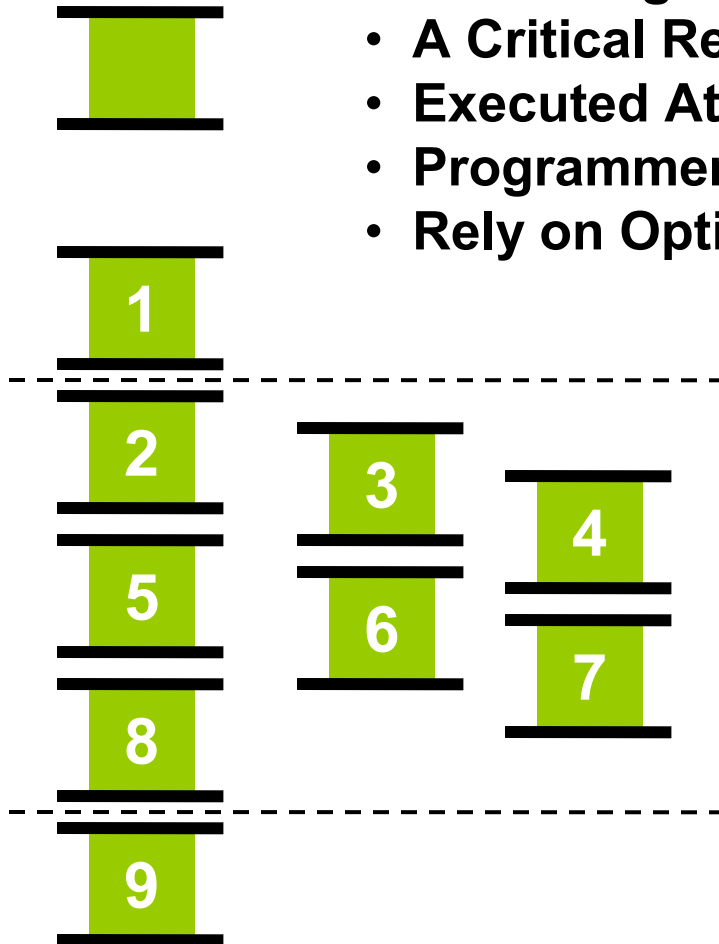 • A Critical Re
• Executed At
• Programmer
• Rely on Opti
1
2
3
4
5
6
7
8
9